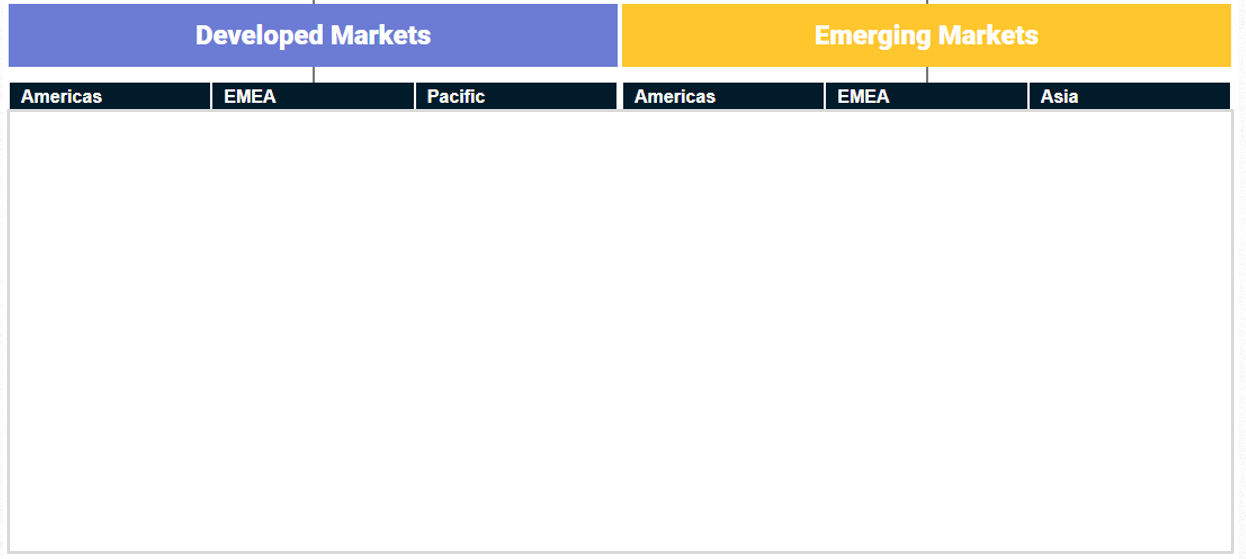 Developed Markets
Emerging Markets
Americas
EMEA
Pacific
Americas
EMEA
Asia